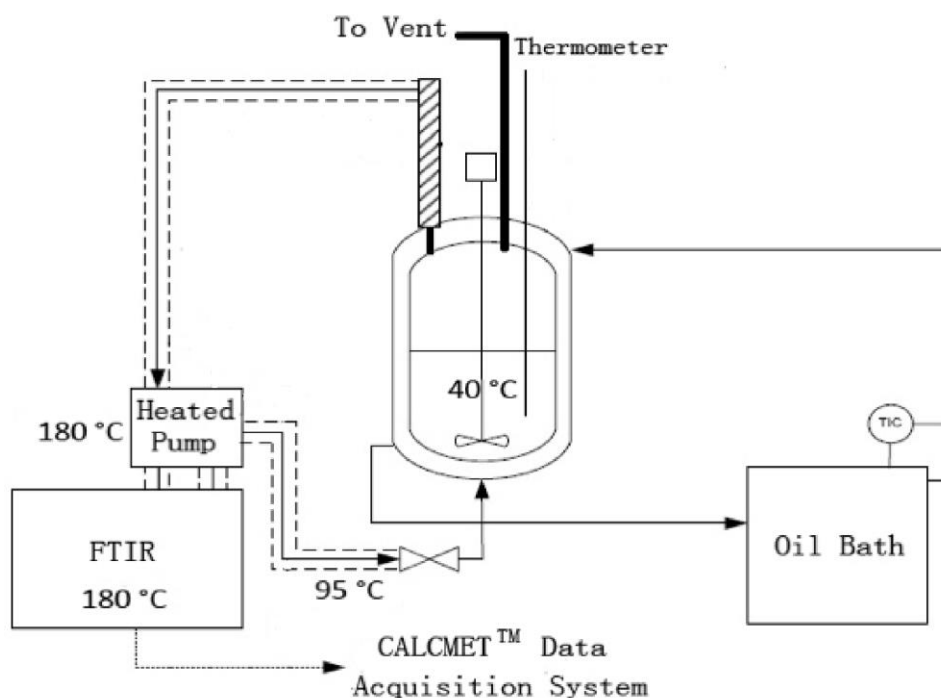 To Vent
Thermometer
40 °C
Heated
Pump
180 °C
TIC
FTIR
180 °C
95 °C
Oil Bath
CALCMET™ Data
Acquisition System